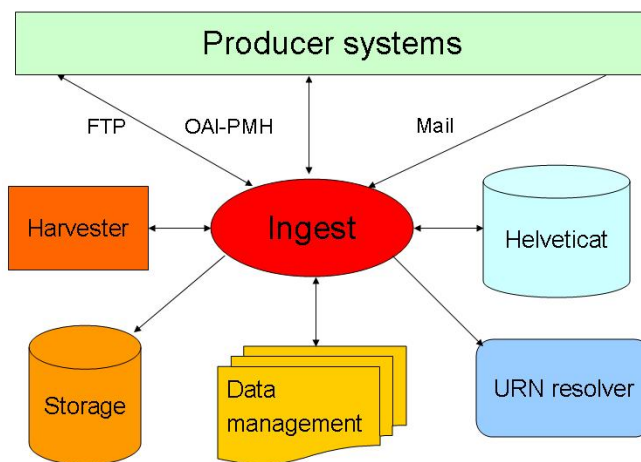 Producer systems
FTP
OAI-PMH
Mail
Harvester
Ingest
Helveticat
Storage
Data
management
URN resolver